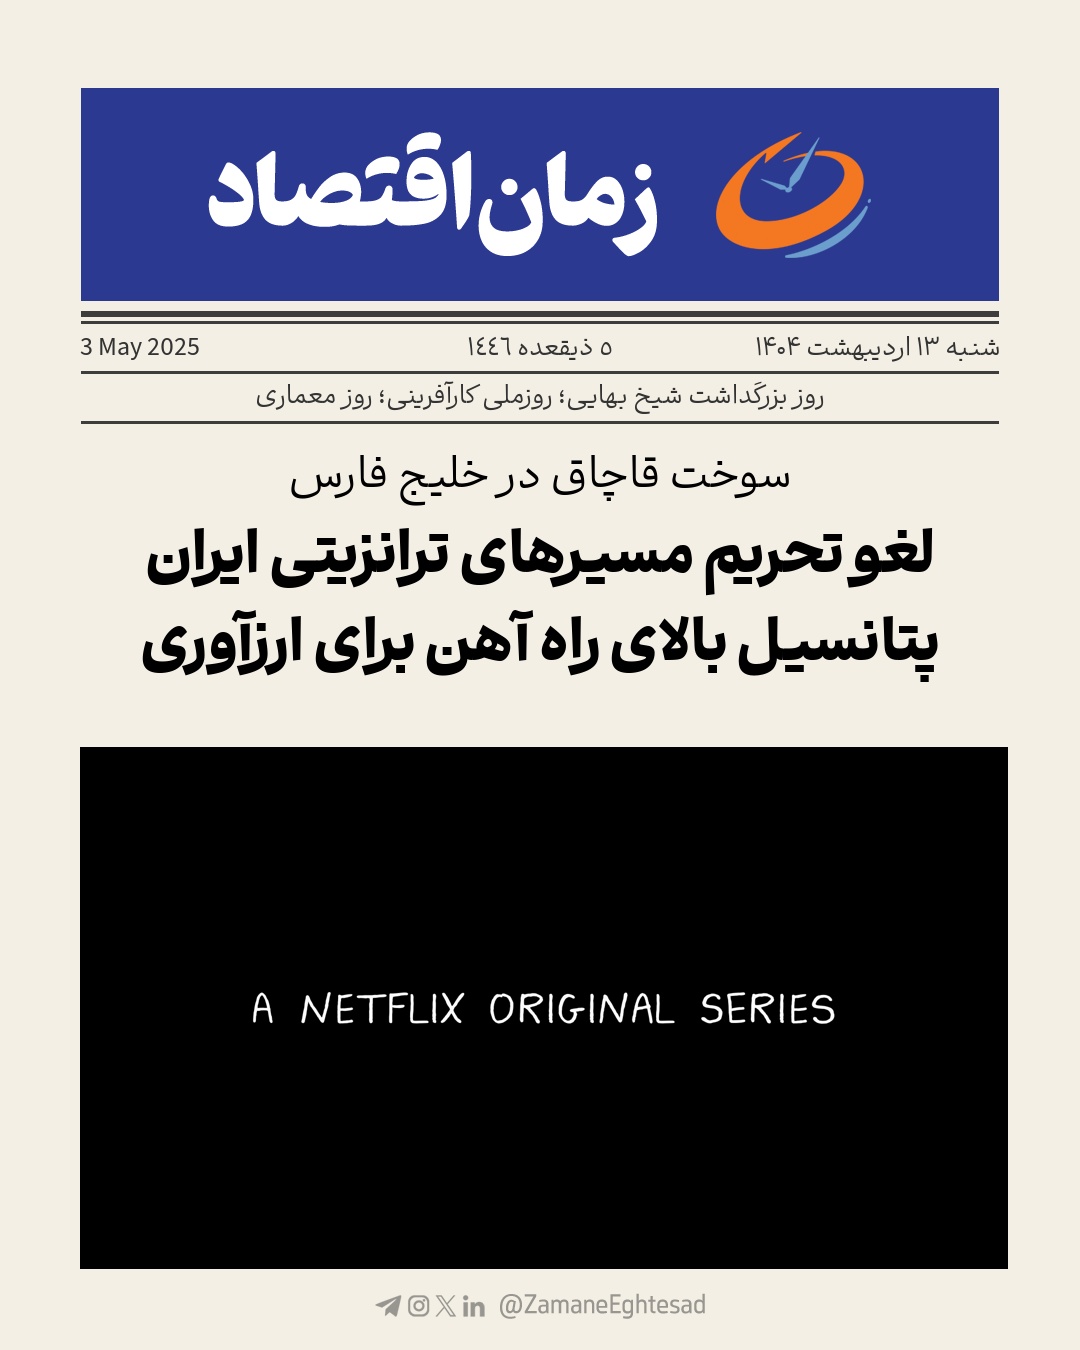 زمان اقتصاد
شنبه ۱۳ اردیبهشت ۱۴۰۴
٥ ذیقعده ١٤٤٦
3 May 2025
روز بزرگداشت شیخ بهایی؛ روزملی کارآفرینی؛ روز معماری
سوخت قاچاق در خلیج فارس
لغو تحریم مسیرهای ترانزیتی ایران
پتانسیل بالای راه آهن برای ارزآوری
A NETFLIX ORIGINAL SERIES
@ZamaneEghtesad